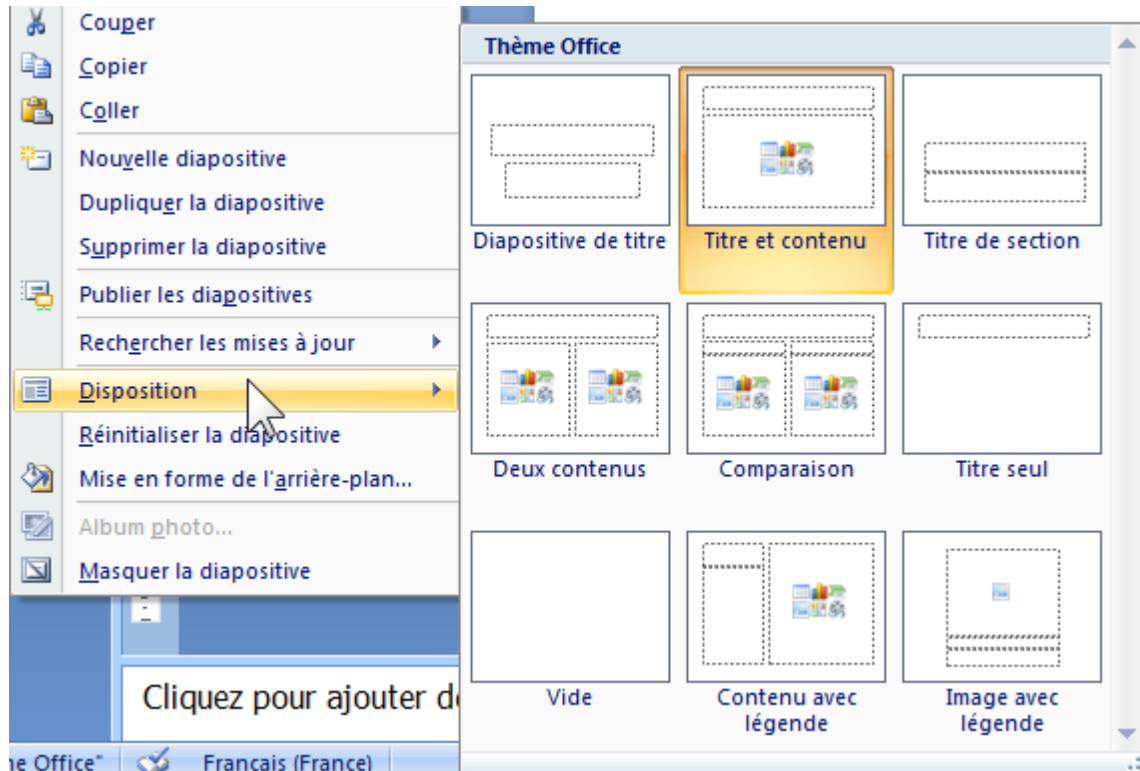 Couper
Copier
Coller
Nouvelle diapositive
Dupliquer la diapositive
Supprimer la diapositive
Publier les diapositives
Rechercher les mises à jour
Disposition
Réinitialiser la diapositive
Mise en forme de l'arrière-plan...
Album photo...
Masquer la diapositive
Thème Office
Diapositive de titre
Titre et contenu
Titre de section
Deux contenus
Comparaison
Titre seul
Vide
Contenu avec
légende
Image avec
légende
Cliquez pour ajouter
Office"
Français (France)